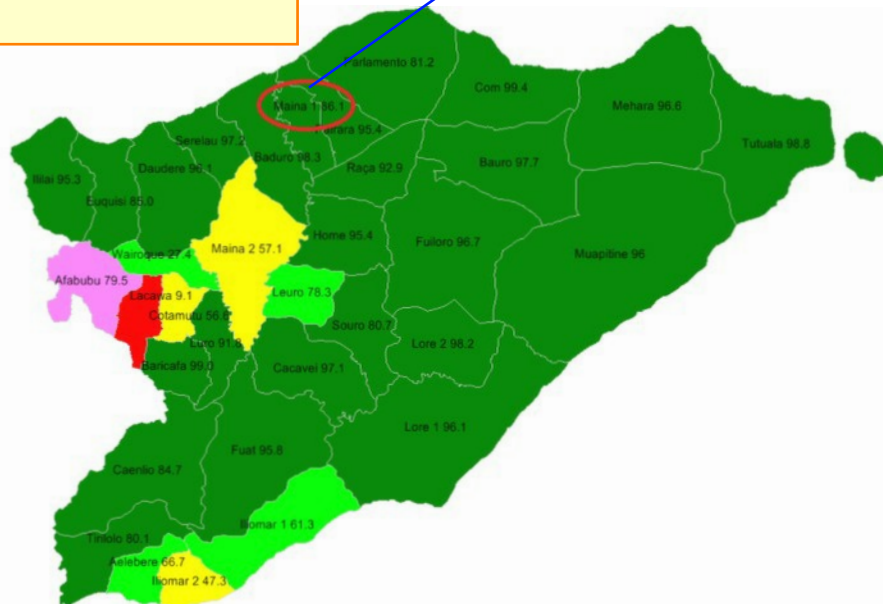 Parlamento 81.2
Com 99.4
Maina 1 86.1
Mehara 96.6
Serelau 97.2
Pairara 95.4
Tutuala 98.8
Daudere 96.1
Baduro 98.3
Raça 92.9
Bauro 97.7
Ililai 95.3
Euquisi 85.0
Home 95.4
Fuiloro 96.7
Maina 2 57.1
Wairoque 27.4
Muapitine 96
Afabubu 79.5
Lacawa 9.1
Leuro 78.3
Cotamutu 56.6
Souro 80.7
Luro 91.8
Lore 2 98.2
Baricafa 99.0
Cacavei 97.1
Lore 1 96.1
Fuat 95.8
Caenlio 84.7
Iliomar 1 61.3
Tirilolo 80.1
Aelebere 66.7
Iliomar 2 47.3